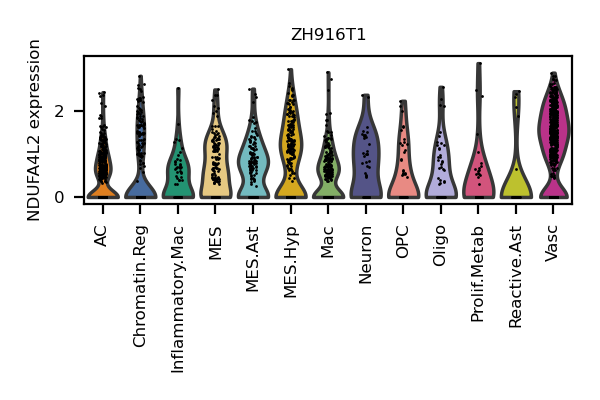 ZH916T1
NDUFA4L2 expression
2
0
AC
Chromatin.Reg
Inflammatory.Mac
MES
MES.Ast
MES.Hyp
Mac
Neuron
OPC
Oligo
Prolif.Metab
Reactive.Ast
Vasc